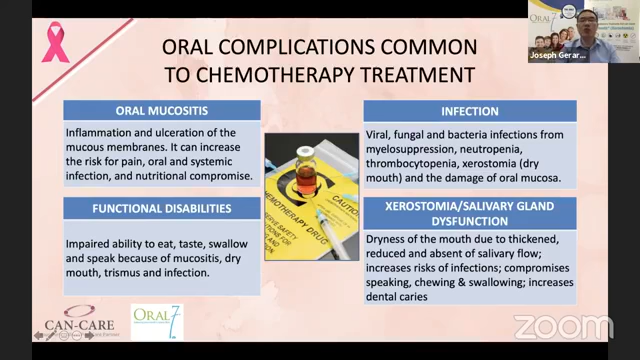 ORAL COMPLICATIONS COMMON
TO CHEMOTHERAPY TREATMENT
ORAL MUCOSITIS
Inflammation and ulceration of the
mucous membranes. It can increase
the risk for pain, oral and systemic
infection, and nutritional compromise.
INFECTION
Viral, fungal and bacteria infections from
myelosuppression, neutropenia,
thrombocytopenia, xerostomia (dry
mouth) and the damage of oral mucosa.
FUNCTIONAL DISABILITIES
Impaired ability to eat, taste, swallow
and speak because of mucositis, dry
mouth, trismus and infection.
XEROSTOMIA/SALIVARY GLAND
DYSFUNCTION
Dryness of the mouth due to thickened,
reduced and absent of salivary flow;
increases risks of infections; compromises
speaking, chewing & swallowing; increases
dental caries
CHEMOTHERAPY DRUG
CAUTION
CAN-CARE
ORAL7
ORAL7
Joseph Gerar...
zoom